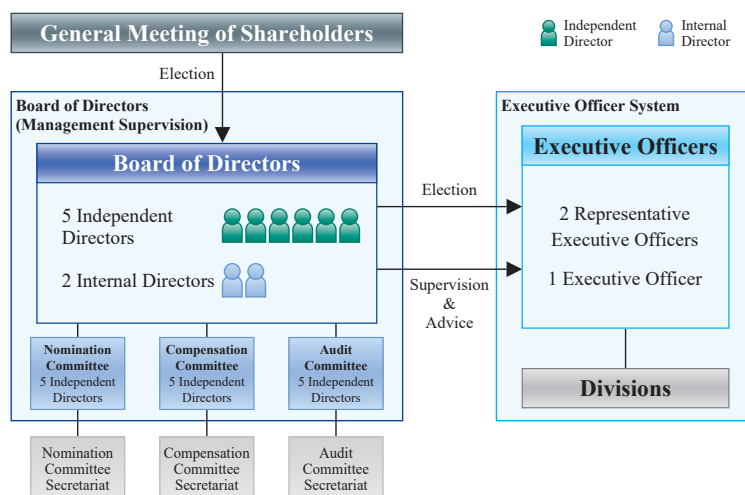 General Meeting of Shareholders
Independent
Director
Internal
Director
Election
Board of Directors
(Management Supervision)
Board of Directors
5 Independent
Directors
2 Internal Directors
Election
Supervision
&
Advice
Executive Officer System
Executive Officers
2 Representative
Executive Officers
1 Executive Officer
Divisions
Nomination
Committee
5 Independent
Directors
Compensation
Committee
5 Independent
Directors
Audit
Committee
5 Independent
Directors
Nomination
Committee
Secretariat
Compensation
Committee
Secretariat
Audit
Committee
Secretariat